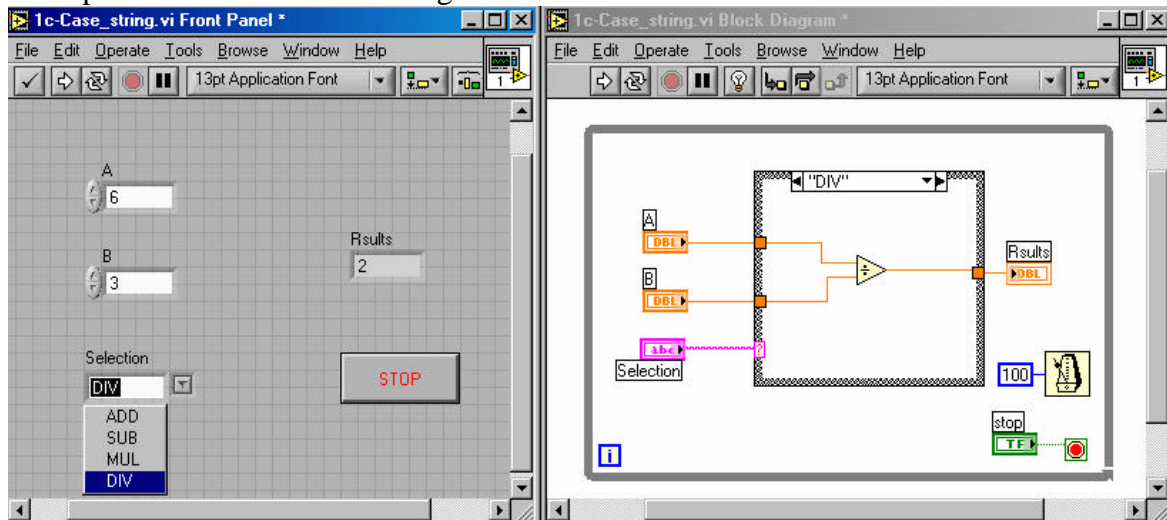 1c-Case_string.vi Front Panel *
File Edit Operate Tools Browse Window Help
13pt Application Font
1
A
6
B
3
Rsults
2
Selection
DIV
ADD
SUB
MUL
DIV
STOP
1c-Case_string.vi Block Diagram *
File Edit Operate Tools Browse Window Help
13pt Application Font
1
"DIV"
A
DBL
B
DBL
abc
Selection
?
÷
Rsults
DBL
100
stop
TF
i